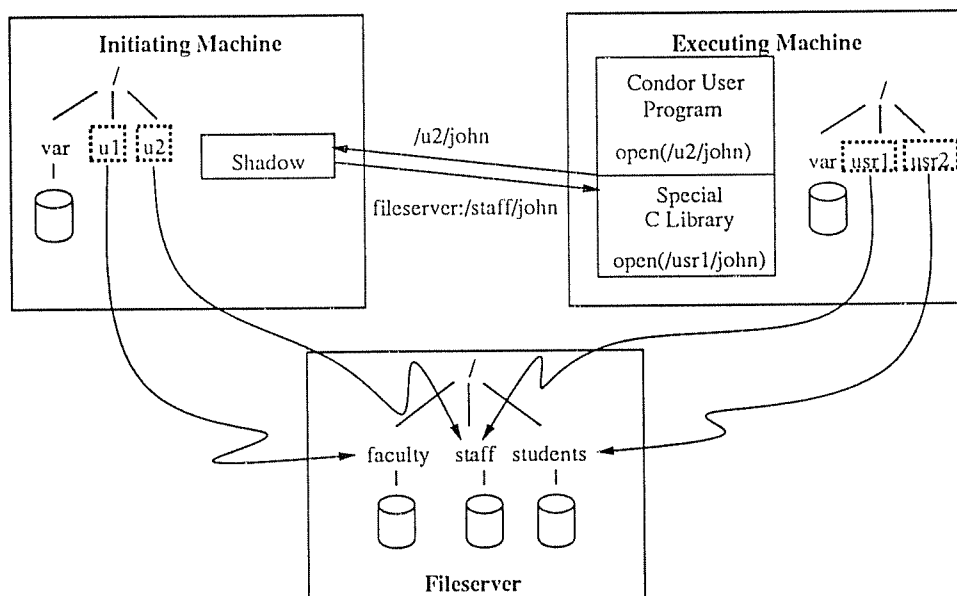 Initiating Machine
/
var u1 u2
Shadow
/u2/john
fileserver:/staff/john
Executing Machine
Condor User
Program
open(/u2/john)
Special
C Library
open(/usr1/john)
/
var usr1 usr2
/
faculty staff students
Fileserver